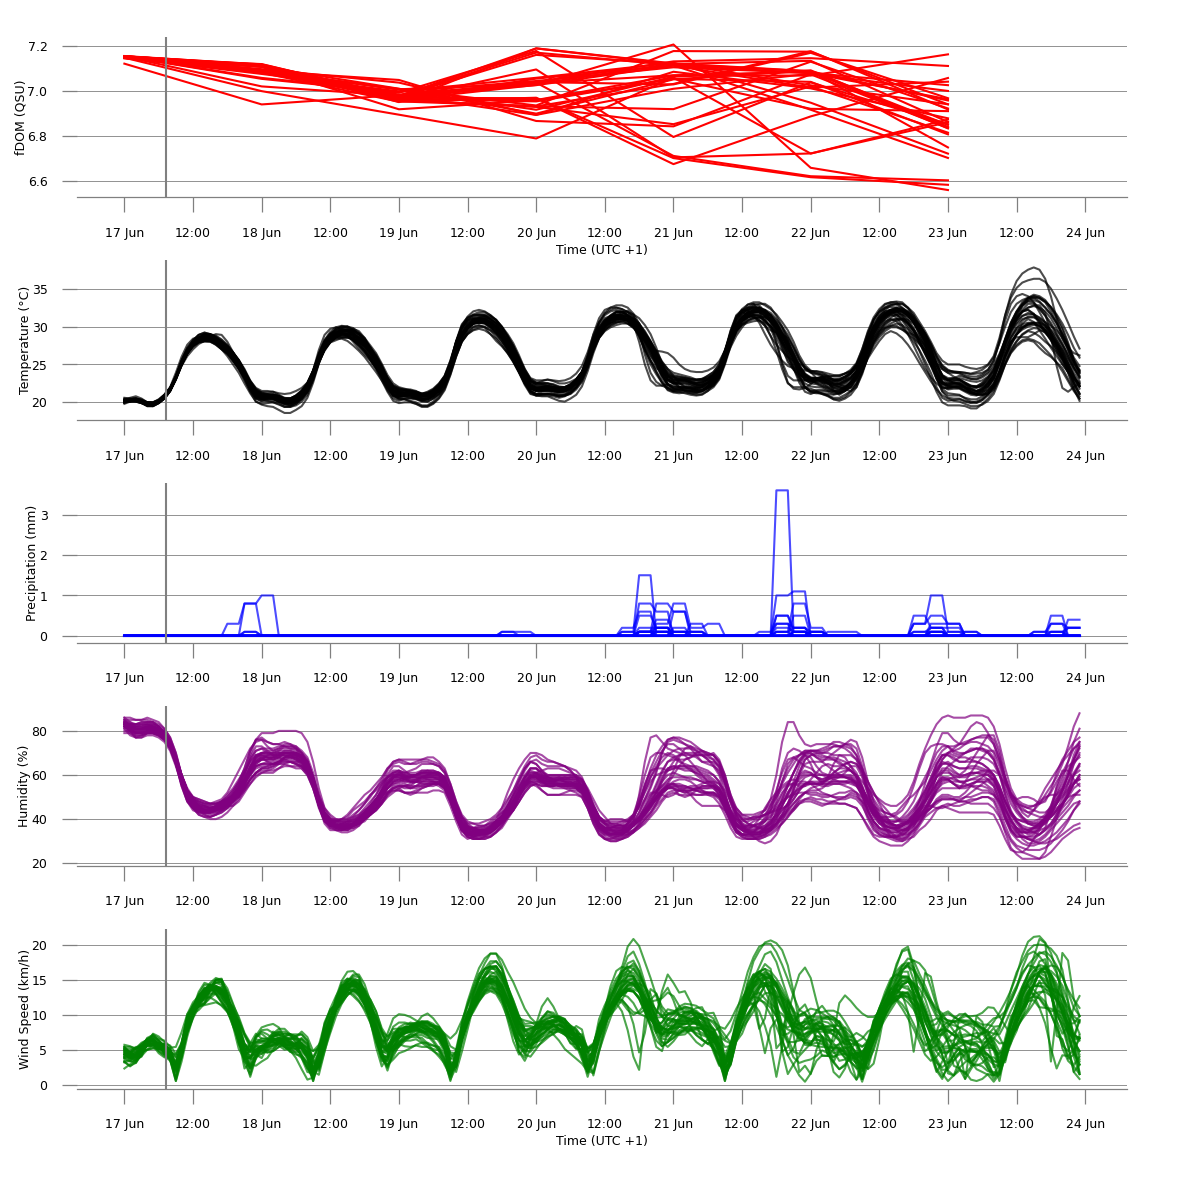 fDOM (QSU)
7.2
7.0
6.8
6.6
17 Jun 12:00 18 Jun 12:00 19 Jun 12:00 20 Jun 12:00 21 Jun 12:00 22 Jun 12:00 23 Jun 12:00 24 Jun
Time (UTC +1)
Temperature (°C)
35
30
25
20
17 Jun 12:00 18 Jun 12:00 19 Jun 12:00 20 Jun 12:00 21 Jun 12:00 22 Jun 12:00 23 Jun 12:00 24 Jun
Precipitation (mm)
3
2
1
0
17 Jun 12:00 18 Jun 12:00 19 Jun 12:00 20 Jun 12:00 21 Jun 12:00 22 Jun 12:00 23 Jun 12:00 24 Jun
Humidity (%)
80
60
40
20
17 Jun 12:00 18 Jun 12:00 19 Jun 12:00 20 Jun 12:00 21 Jun 12:00 22 Jun 12:00 23 Jun 12:00 24 Jun
Wind Speed (km/h)
20
15
10
5
0
17 Jun 12:00 18 Jun 12:00 19 Jun 12:00 20 Jun 12:00 21 Jun 12:00 22 Jun 12:00 23 Jun 12:00 24 Jun
Time (UTC +1)